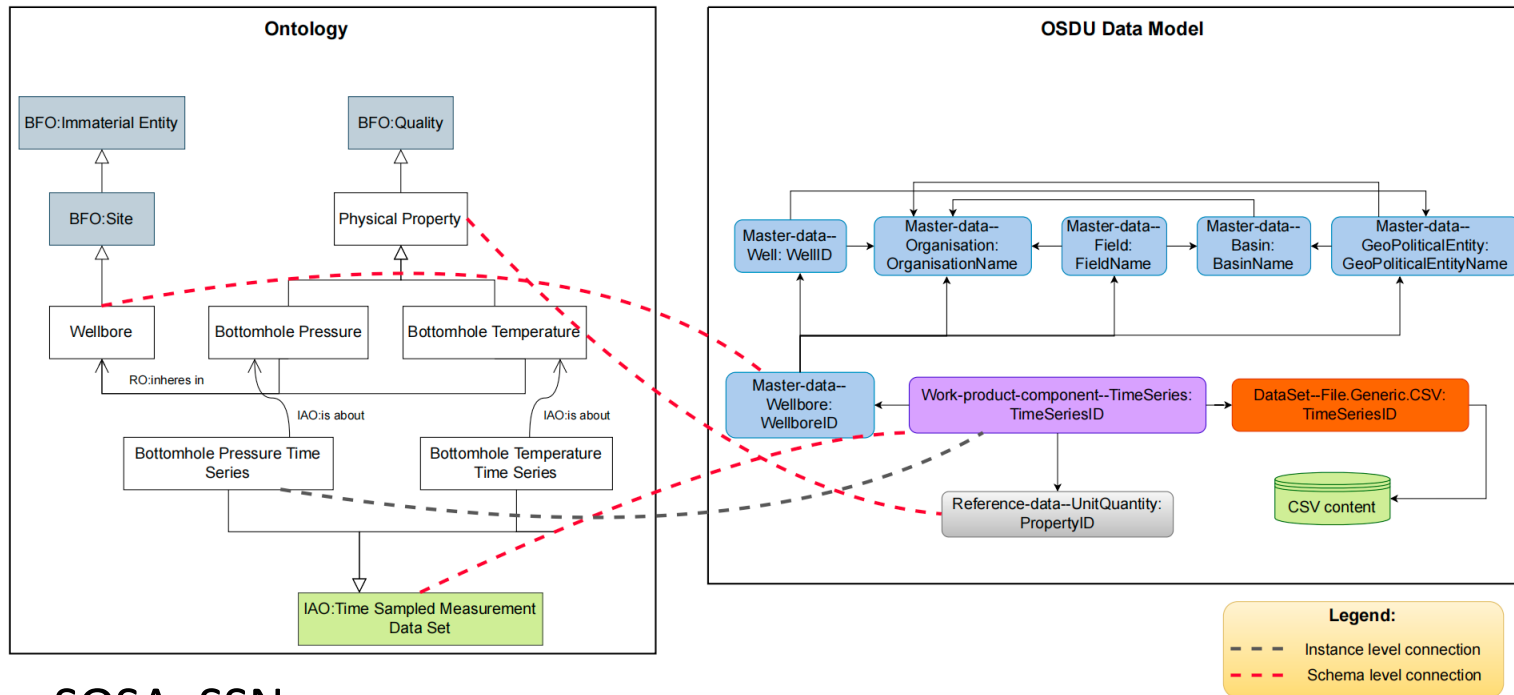 Ontology
BFO:Immaterial Entity
BFO:Quality
BFO:Site
Physical Property
Wellbore
Bottomhole Pressure
Bottomhole Temperature
RO:inheres in
IAO:is about
IAO:is about
Bottomhole Pressure Time
Series
Bottomhole Temperature
Time Series
IAO:Time Sampled Measurement
Data Set
OSDU Data Model
Master-data--
Well: WellID
Master-data--
Organisation:
OrganisationName
Master-data--
Field:
FieldName
Master-data--
Basin:
BasinName
Master-data--
GeoPoliticalEntity:
GeoPoliticalEntityName
Master-data--
Wellbore:
WellboreID
Work-product-component--TimeSeries:
TimeSeriesID
DataSet--File.Generic.CSV:
TimeSeriesID
Reference-data--UnitQuantity:
PropertyID
CSV content
Legend:
Instance level connection
Schema level connection